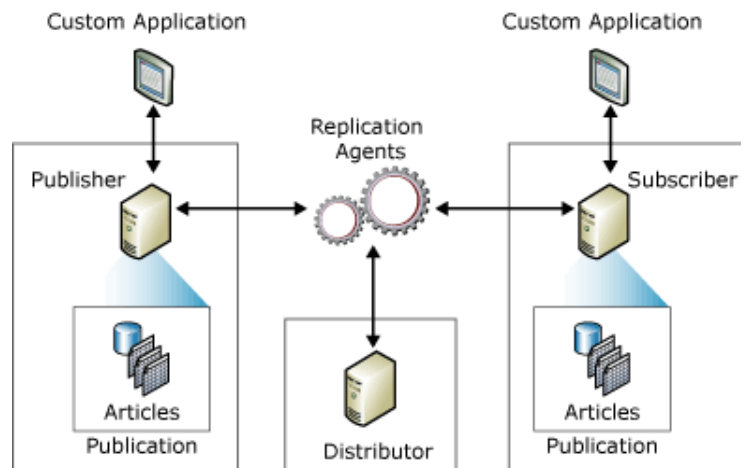 Custom Application
Custom Application
Replication
Agents
Publisher
Subscriber
Articles
Publication
Distributor
Articles
Publication